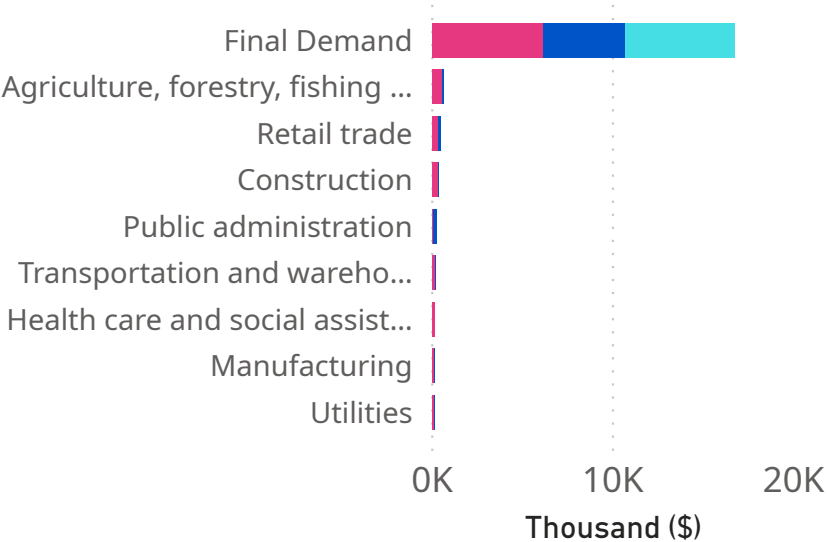 Final Demand
Agriculture, forestry, fishing ...
Retail trade
Construction
Public administration
Transportation and wareho...
Health care and social assist...
Manufacturing
Utilities
0K 10K 20K
Thousand ($)